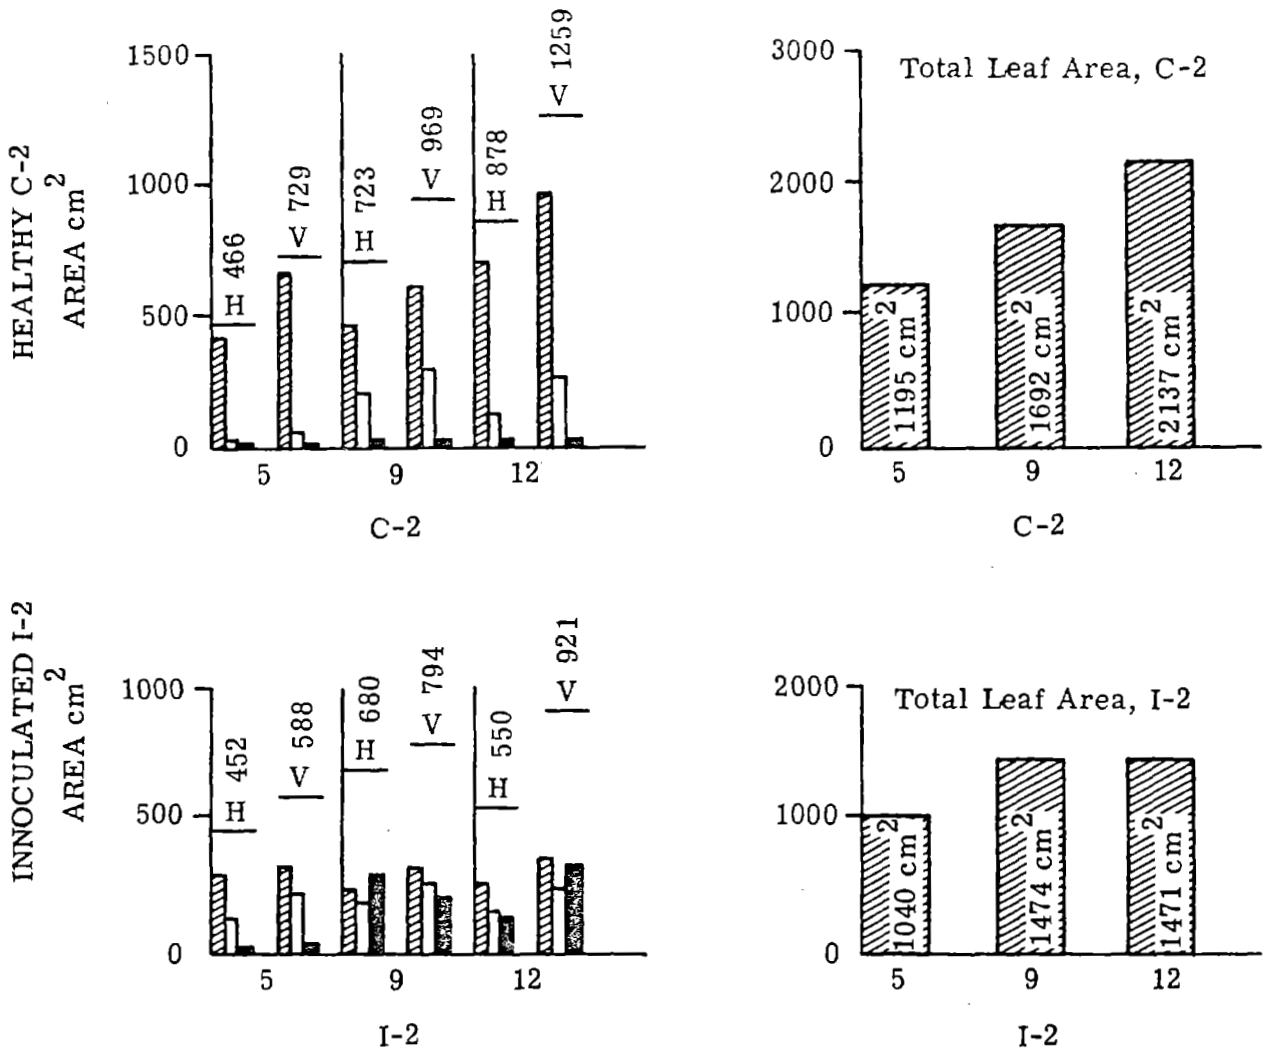 HEALTHY C-2
AREA cm2
1500
1000
500
0
H 466
V 729
H 723
V 969
H 878
V 1259
5 9 12
C-2
3000
2000
1000
0
Total Leaf Area, C-2
1195 cm2
1692 cm2
2137 cm2
5 9 12
C-2
INNOCULATED I-2
AREA cm2
1000
500
0
H 452
V 588
H 680
V 794
H 550
V 921
5 9 12
I-2
2000
1000
0
Total Leaf Area, I-2
1040 cm2
1474 cm2
1471 cm2
5 9 12
I-2